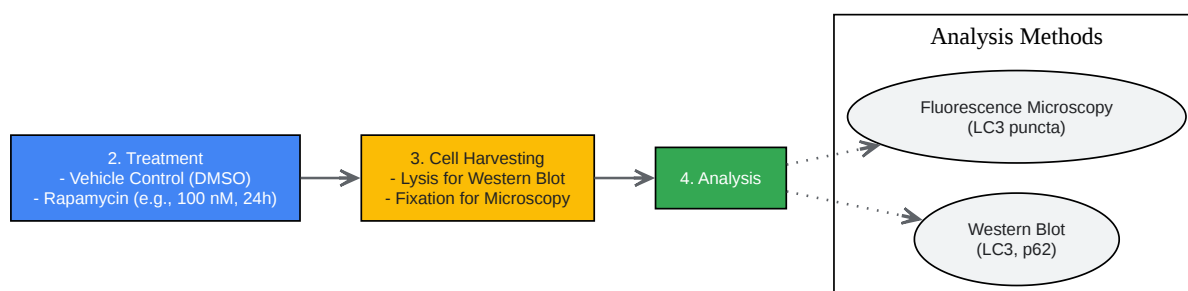 2. Treatment
- Vehicle Control (DMSO)
- Rapamycin (e.g., 100 nM, 24h)
3. Cell Harvesting
- Lysis for Western Blot
- Fixation for Microscopy
4. Analysis
Analysis Methods
Fluorescence Microscopy
(LC3 puncta)
Western Blot
(LC3, p62)